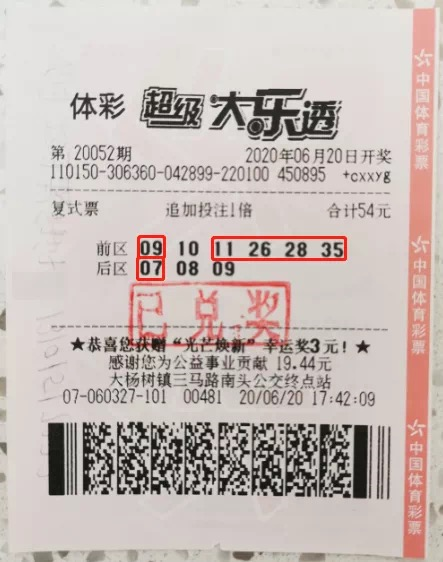 体彩 超级大乐透
第 20052期 2020年06月20日开奖
110150-306360-042899-220100 450895 +cxxyg
复式票 追加投注1倍 合计54元
前区 09 10 11 26 28 35
后区 07 08 09
已兑奖
★恭喜您获赠“光芒焕新”幸运奖3元!★
感谢您为公益事业贡献 19.44元
大杨树镇三马路南头公交终点站
07-060327-101 00481 20/06/20 17:42:09
中国体育彩票
中国体育彩票